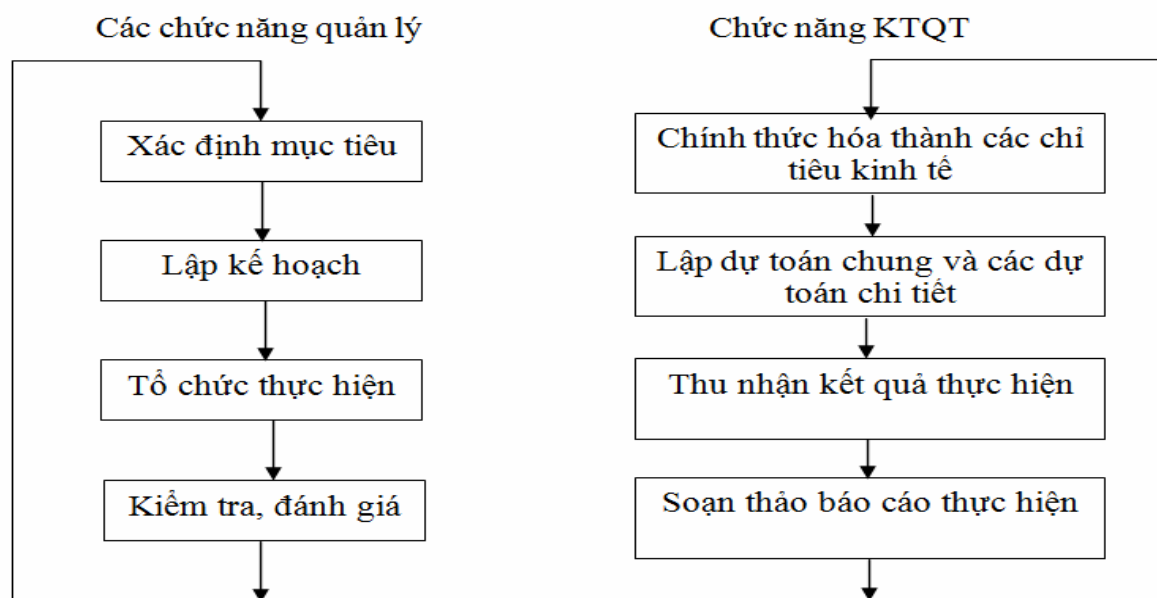 Các chức năng quản lý
Xác định mục tiêu
Lập kế hoạch
Tổ chức thực hiện
Kiểm tra, đánh giá
Chức năng KTQT
Chính thức hóa thành các chỉ
tiêu kinh tế
Lập dự toán chung và các dự
toán chi tiết
Thu nhận kết quả thực hiện
Soạn thảo báo cáo thực hiện